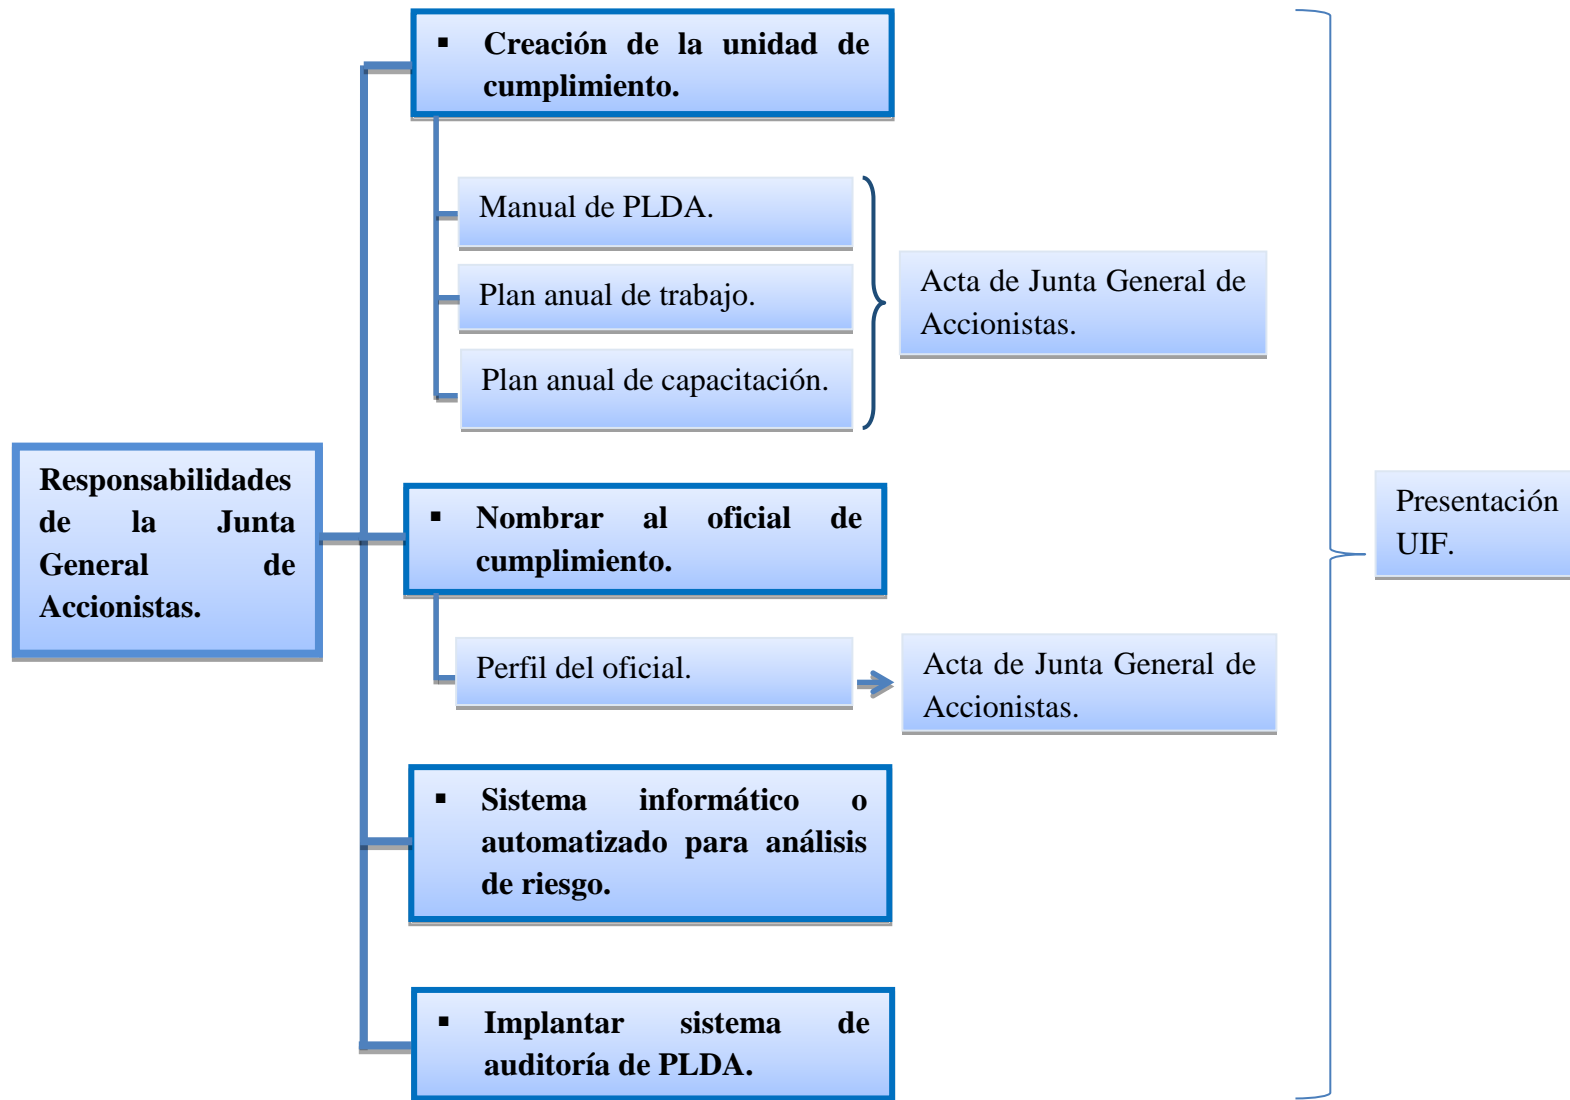 ▪ Creación de la unidad de
cumplimiento.
Manual de PLDA.
Plan anual de trabajo.
Plan anual de capacitación.
Acta de Junta General de
Accionistas.
Responsabilidades
de la Junta
General de
Accionistas.
▪ Nombrar al oficial de
cumplimiento.
Perfil del oficial.
Acta de Junta General de
Accionistas.
▪ Sistema informático o
automatizado para análisis
de riesgo.
▪ Implantar sistema de
auditoría de PLDA.
Presentación
UIF.